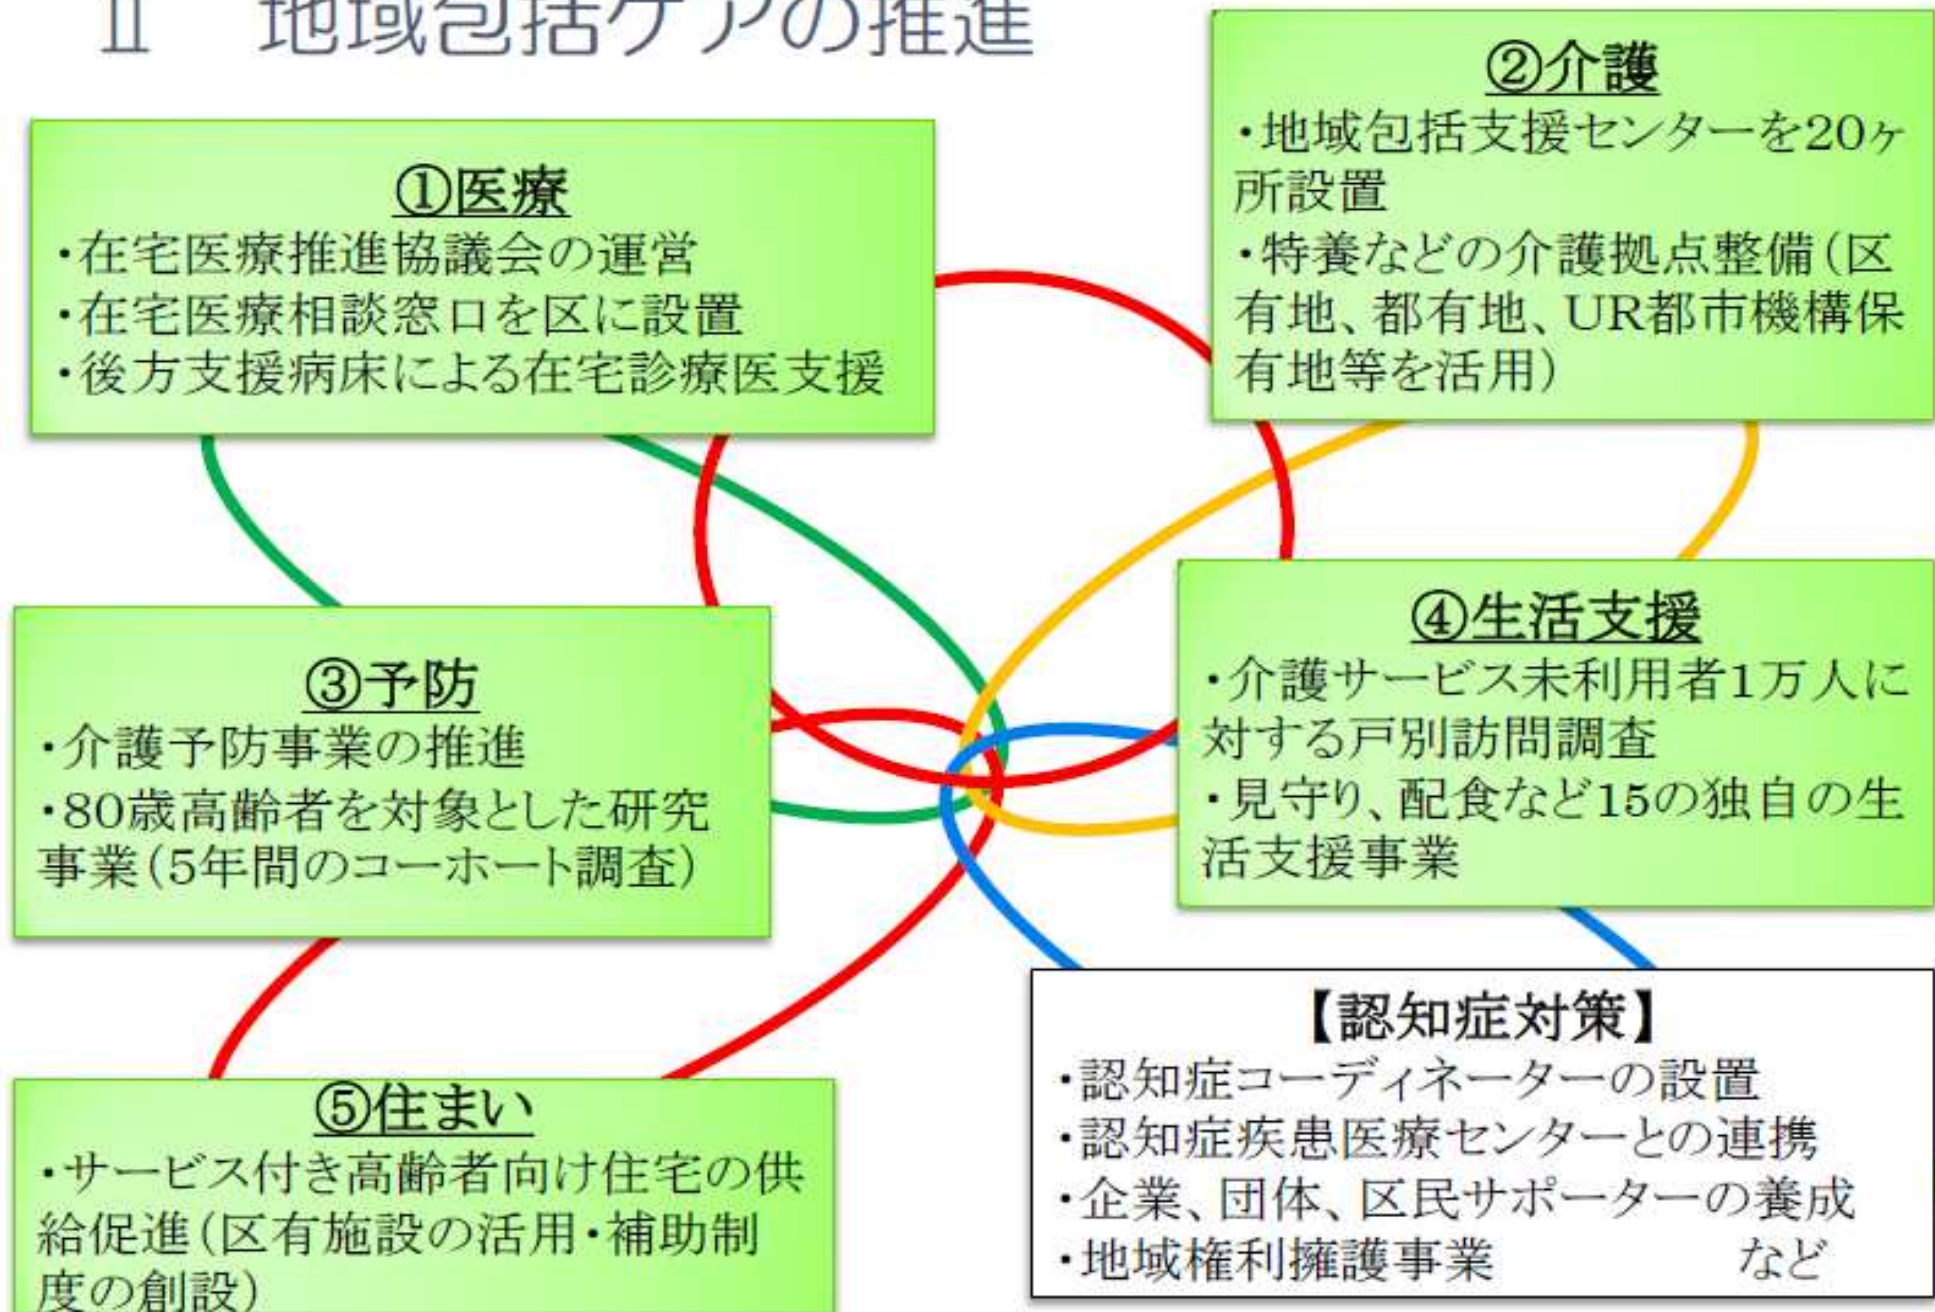 Ⅱ 地域包括ケアの推進
①医療
・在宅医療推進協議会の運営
・在宅医療相談窓口を区に設置
・後方支援病床による在宅診療医支援
②介護
・地域包括支援センターを20ヶ
所設置
・特養などの介護拠点整備(区
有地、都有地、UR都市機構保
有地等を活用)
③予防
・介護予防事業の推進
・80歳高齢者を対象とした研究
事業(5年間のコーホート調査)
④生活支援
・介護サービス未利用者1万人に
対する戸別訪問調査
・見守り、配食など15の独自の生
活支援事業
⑤住まい
・サービス付き高齢者向け住宅の供
給促進(区有施設の活用・補助制
度の創設)
【認知症対策】
・認知症コーディネーターの設置
・認知症疾患医療センターとの連携
・企業、団体、区民サポーターの養成
・地域権利擁護事業 など